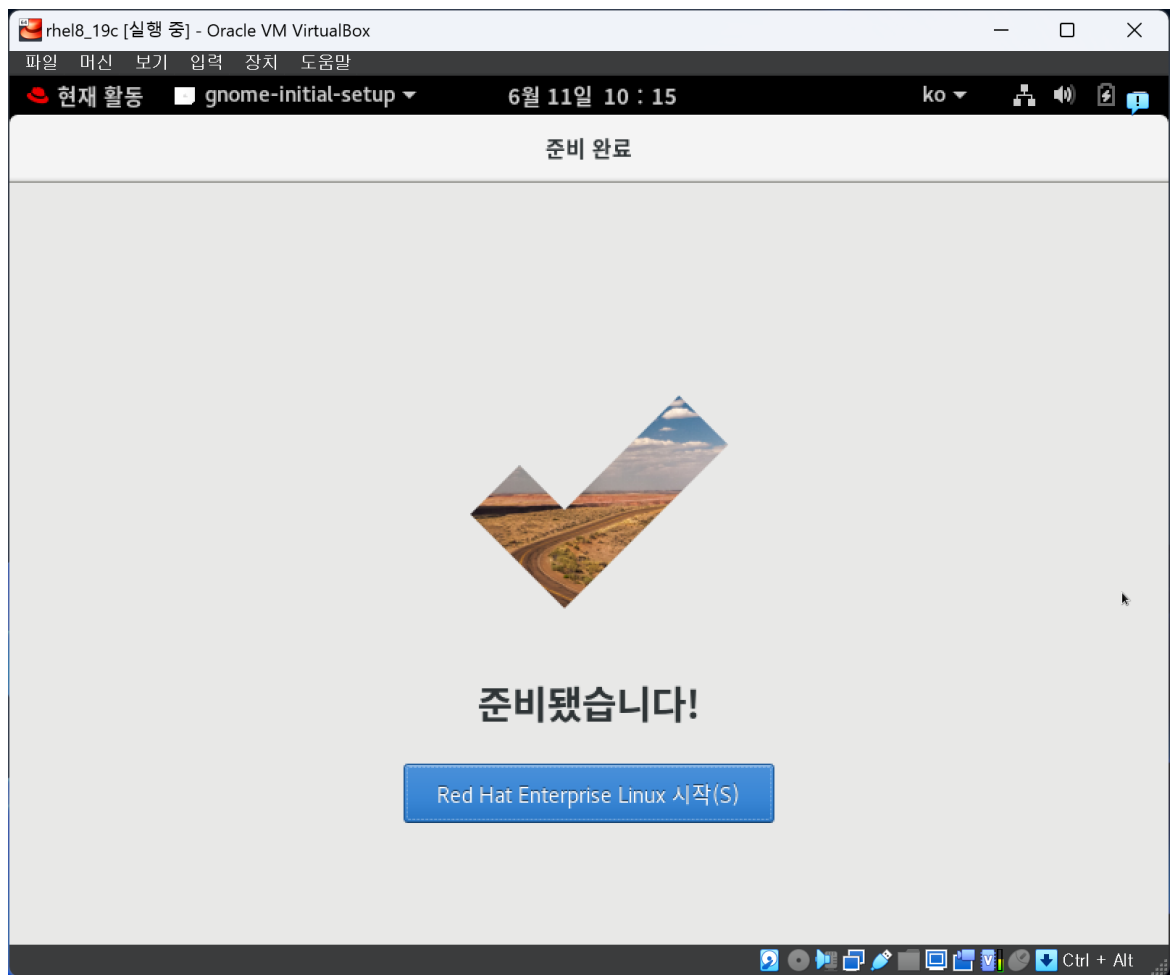 rhel8_19c [실행 중] - Oracle VM VirtualBox
파일 머신 보기 입력 장치 도움말
현재 활동 gnome-initial-setup 6월 11일 10 : 15 ko
준비 완료
준비됐습니다!
Red Hat Enterprise Linux 시작(S)
Ctrl + Alt